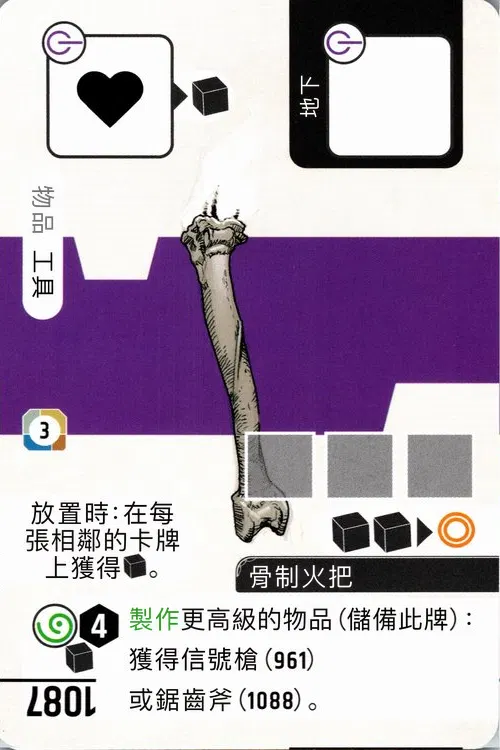 地下
物品 工具
3
放置時：在每
張相鄰的卡牌
上獲得。
骨制火把
4 製作更高級的物品（儲備此牌）：
獲得信號槍（961）
或鋸齒斧（1088）。
1087